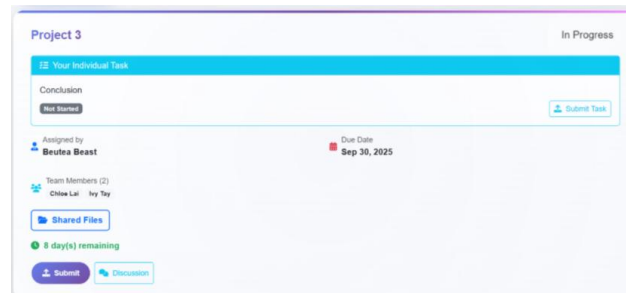 Project 3
In Progress
Your Individual Task
Conclusion
Not Started
Submit Task
Assigned by
Beutea Beast
Due Date
Sep 30, 2025
Team Members (2)
Chloe Lai Ivy Tay
Shared Files
8 day(s) remaining
Submit
Discussion